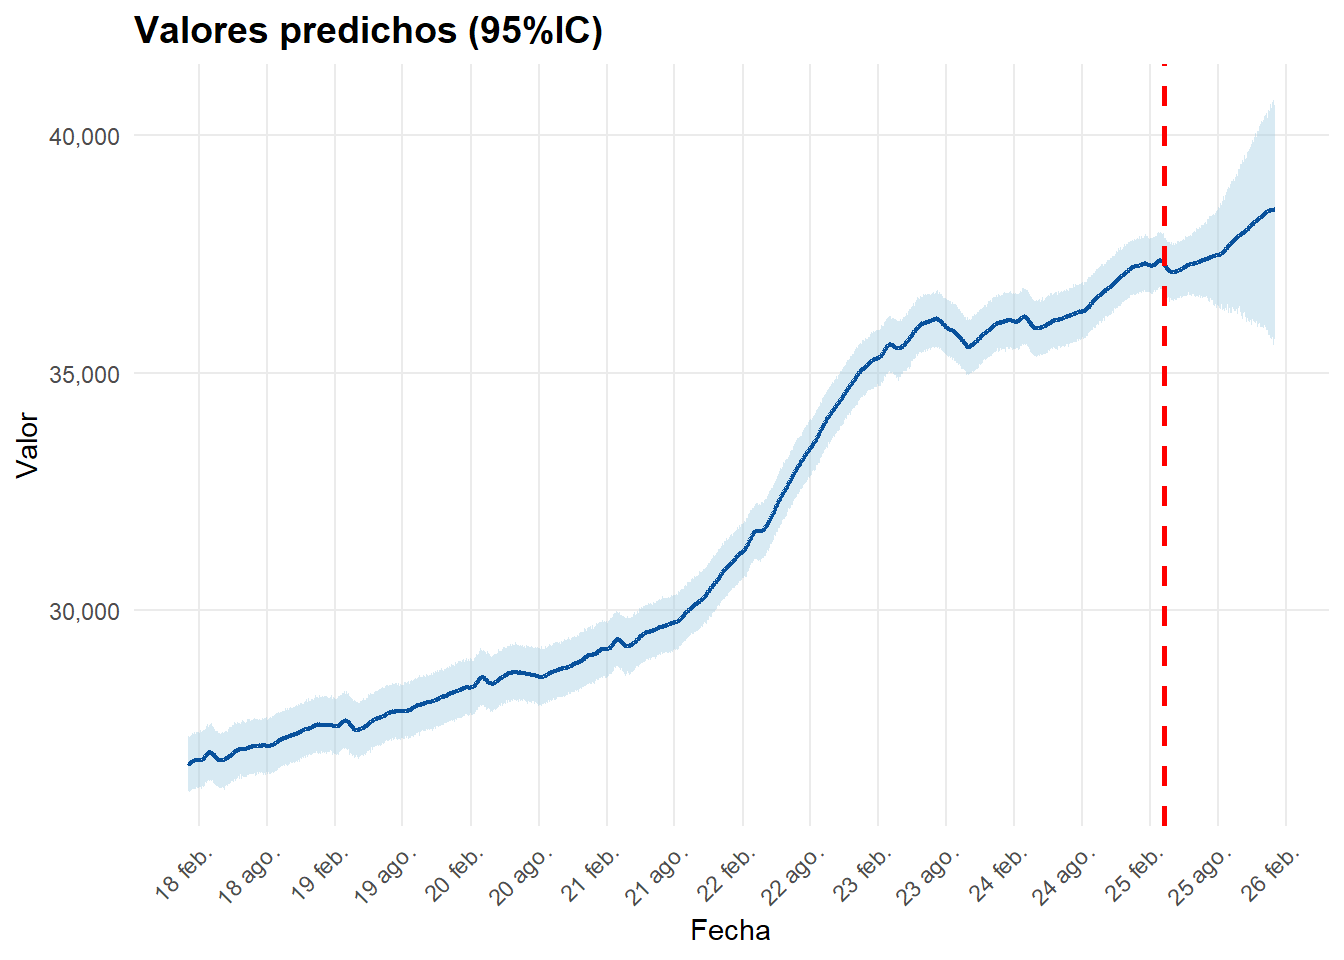 Valores predichos (95%IC)
40,000
35,000
30,000
Valor
18 feb.
18 ago.
19 feb.
19 ago.
20 feb.
20 ago.
21 feb.
21 ago.
22 feb.
22 ago.
23 feb.
23 ago.
24 feb.
24 ago.
25 feb.
25 ago.
26 feb.
Fecha